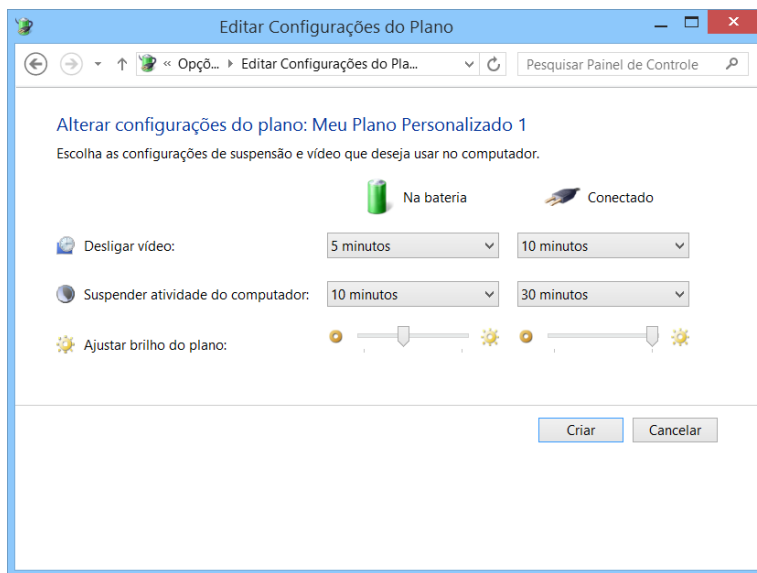 Editar Configurações do Plano
« Opçõ... Editar Configurações do Pla... Pesquisar Painel de Controle
Alterar configurações do plano: Meu Plano Personalizado 1
Escolha as configurações de suspensão e vídeo que deseja usar no computador.
Na bateria Conectado
Desligar vídeo: 5 minutos 10 minutos
Suspender atividade do computador: 10 minutos 30 minutos
Ajustar brilho do plano:
Criar Cancelar